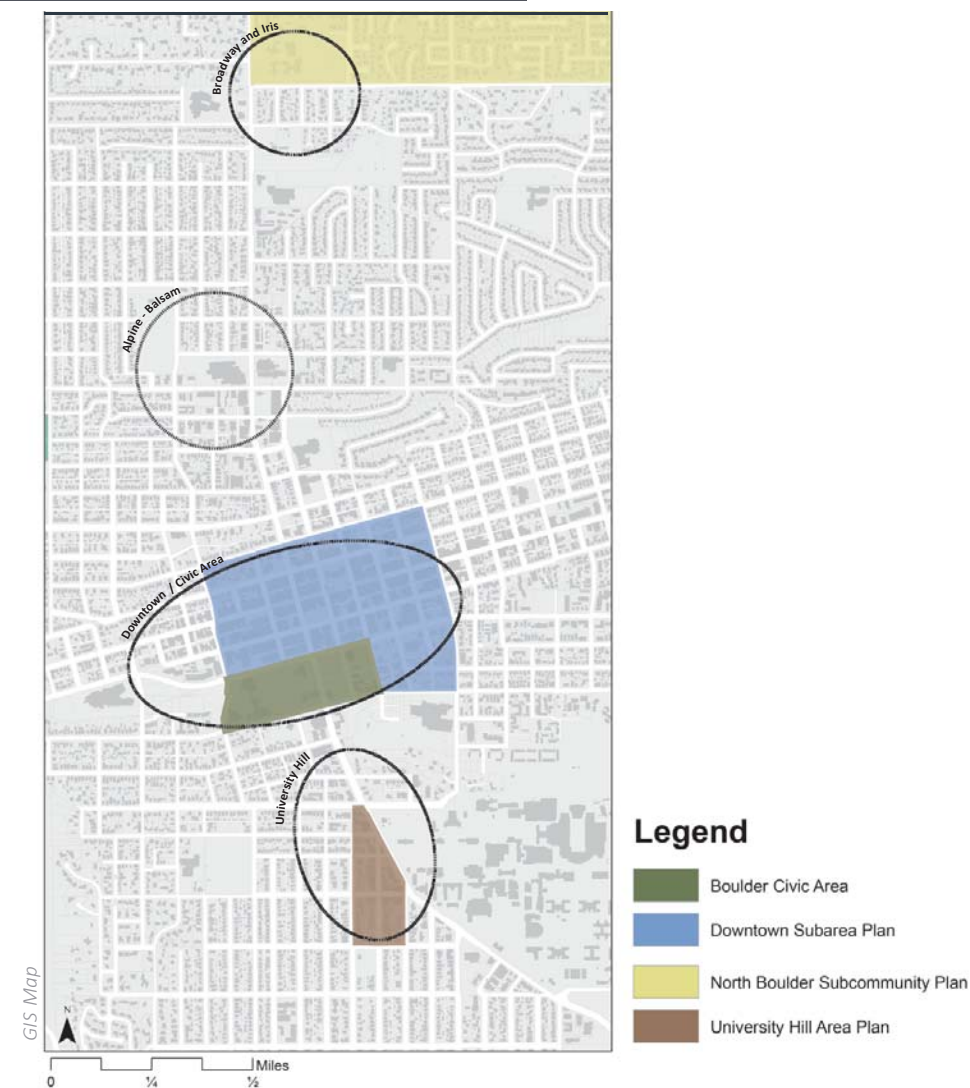 Broadway and Iris
Alpine - Balsam
Downtown / Civic Area
University Hill
Legend
Boulder Civic Area
Downtown Subarea Plan
North Boulder Subcommunity Plan
University Hill Area Plan
GIS Map
N
Miles
0 ¼ ½